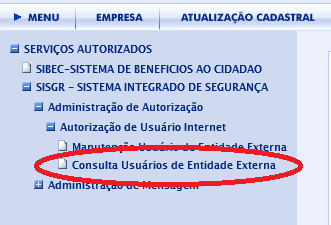 MENU EMPRESA ATUALIZAÇÃO CADASTRAL
SERVIÇOS AUTORIZADOS
SIBEC-SISTEMA DE BENEFICIOS AO CIDADAO
SISGR - SISTEMA INTEGRADO DE SEGURANÇA
Administração de Autorização
Autorização de Usuário Internet
Manutenção Usuário de Entidade Externa
Consulta Usuários de Entidade Externa
Administração de Mensagem